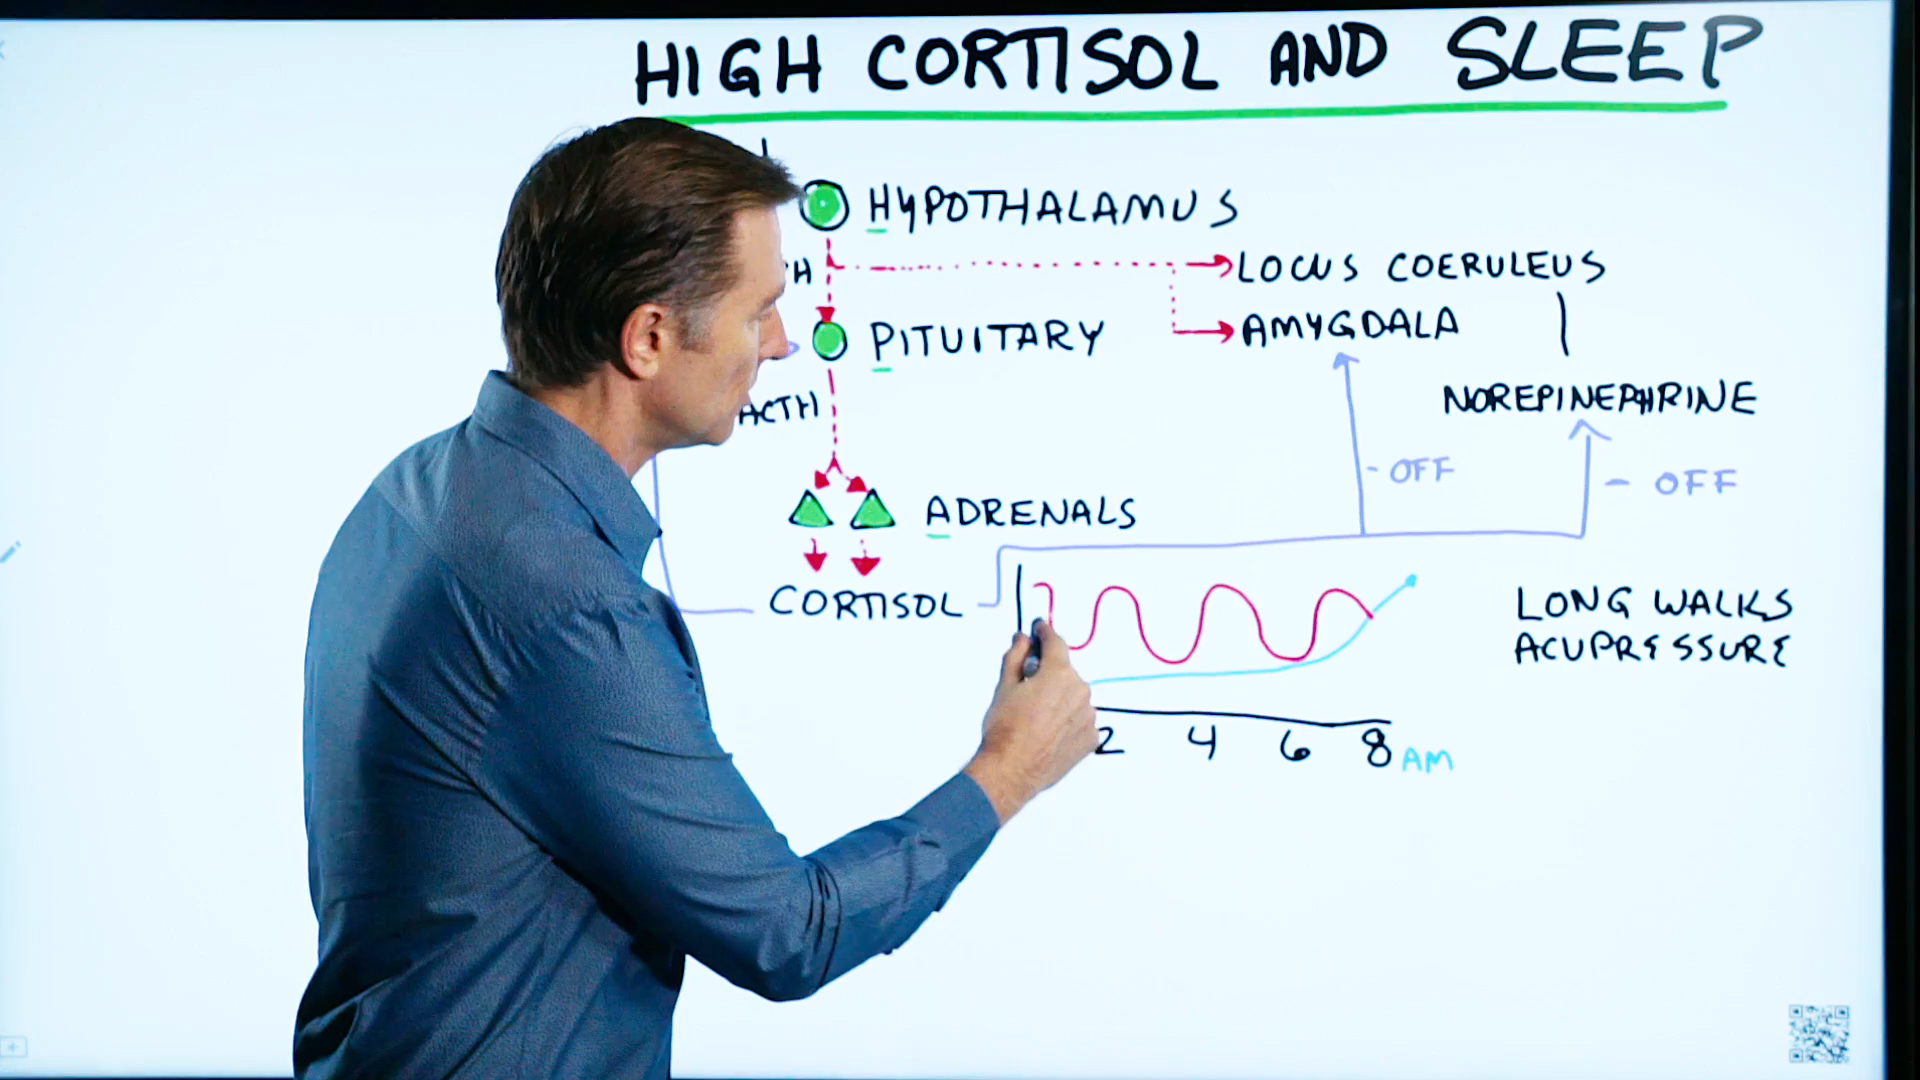 HIGH CORTISOL AND SLEEP
HYPOTHALAMUS
H
LOCUS COERULEUS
AMYGDALA
PITUITARY
NOREPINEPHRINE
ACTH
- OFF
- OFF
ADRENALS
CORTISOL
LONG WALKS
ACUPRESSURE
2 4 6 8 AM